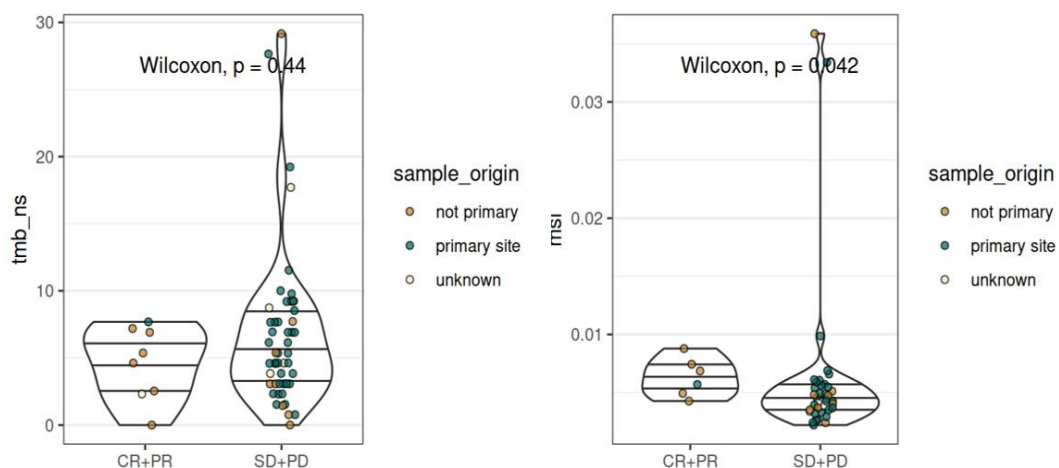 30
20
10
0
tmb_ns
Wilcoxon, p = 0.44
CR+PR
SD+PD
sample_origin
not primary
primary site
unknown
0.03
0.02
0.01
msi
Wilcoxon, p = 0.042
CR+PR
SD+PD
sample_origin
not primary
primary site
unknown